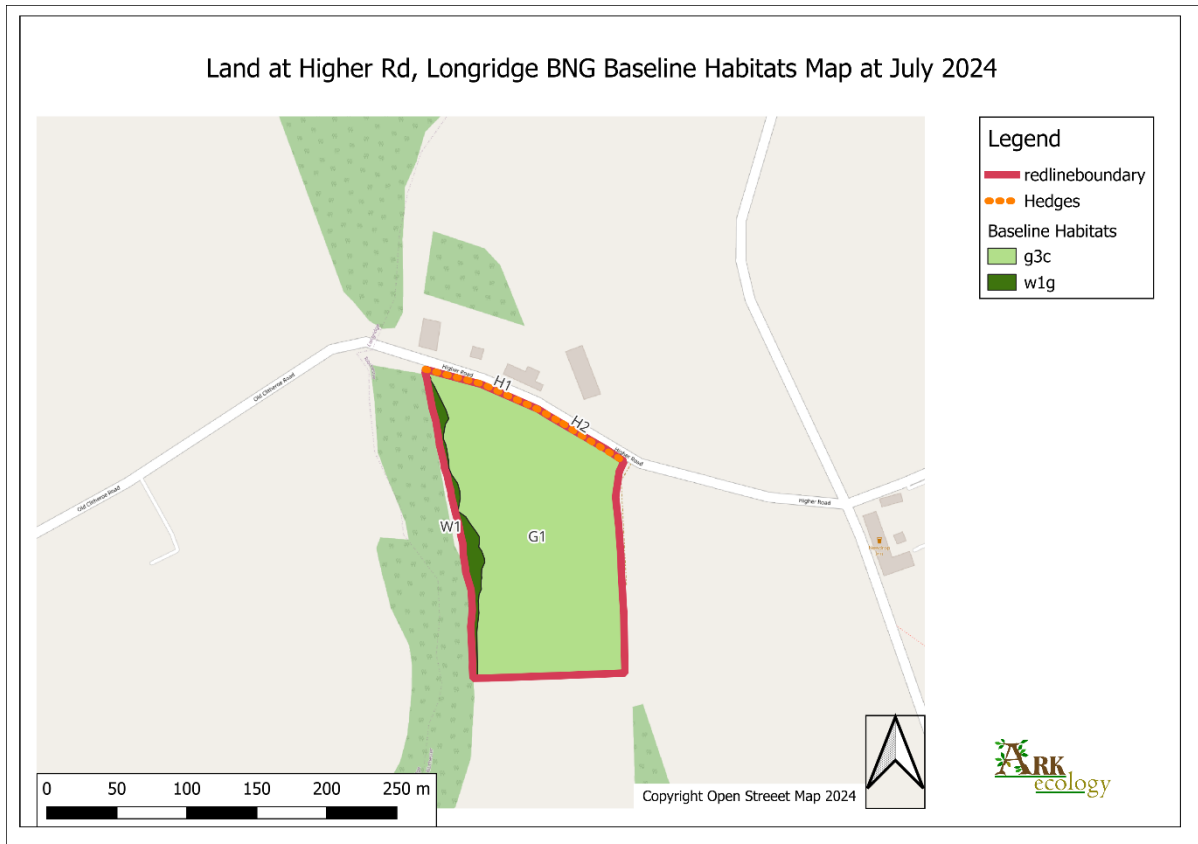 Land at Higher Rd, Longridge BNG Baseline Habitats Map at July 2024
Legend
redlineboundary
Hedges
Baseline Habitats
g3c
w1g
Higher Road
H1
H2
Higher Road
Old Clitheroe Road
Old Clitheroe Road
Higher Road
W1
G1
0 50 100 150 200 250 m
Copyright Open Streeet Map 2024
ARK
ecology